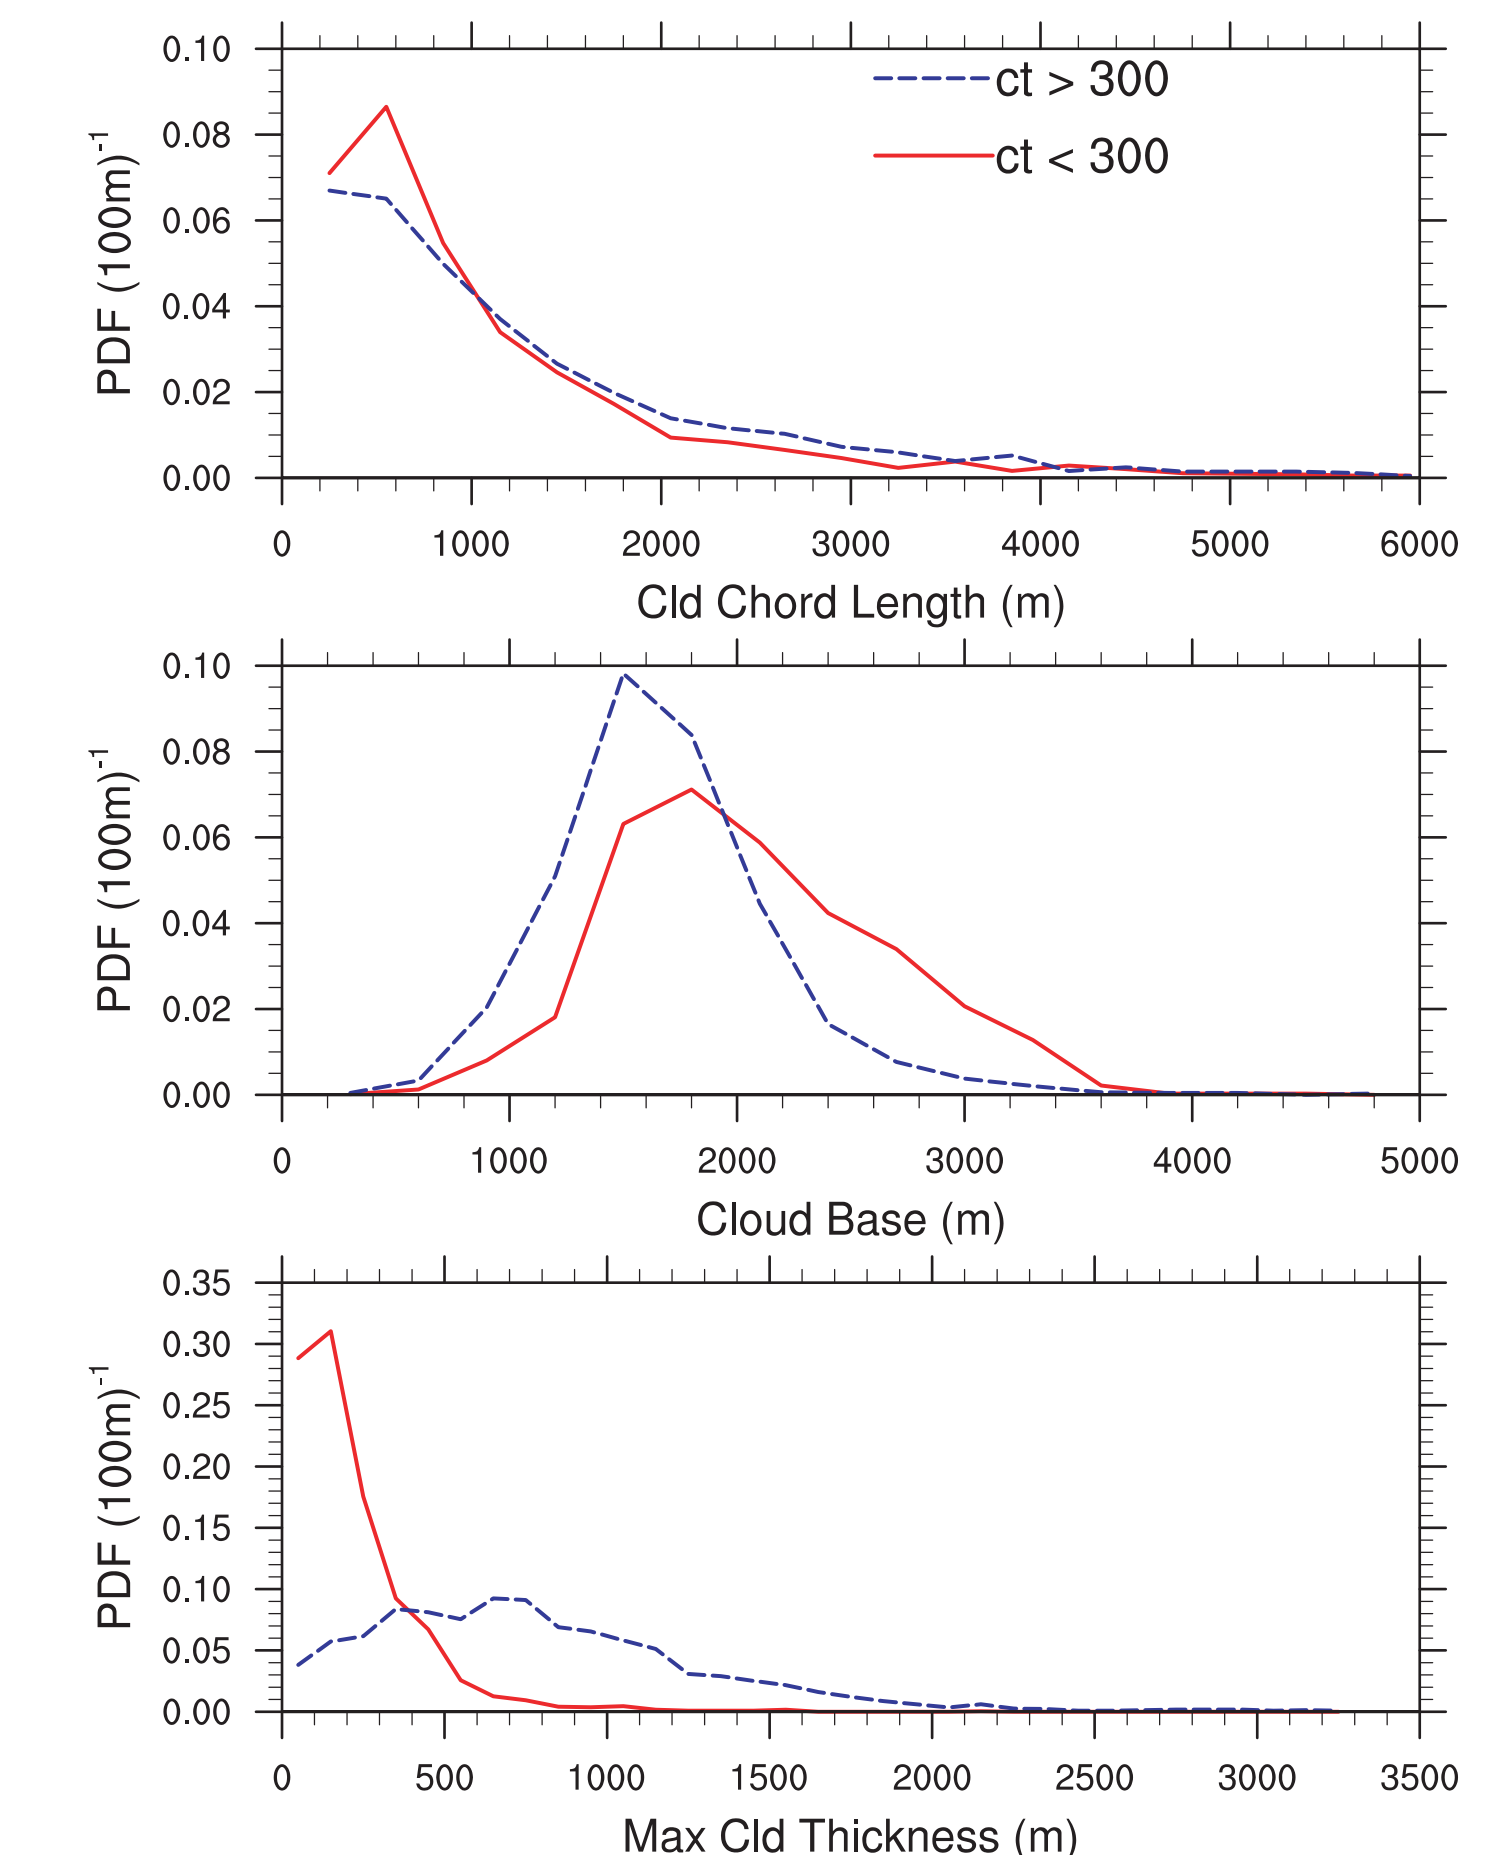 0.10
0.08
0.06
0.04
0.02
0.00
PDF (100m)-1
ct > 300
ct < 300
0 1000 2000 3000 4000 5000 6000
Cld Chord Length (m)
0.10
0.08
0.06
0.04
0.02
0.00
PDF (100m)-1
0 1000 2000 3000 4000 5000
Cloud Base (m)
0.35
0.30
0.25
0.20
0.15
0.10
0.05
0.00
PDF (100m)-1
0 500 1000 1500 2000 2500 3000 3500
Max Cld Thickness (m)